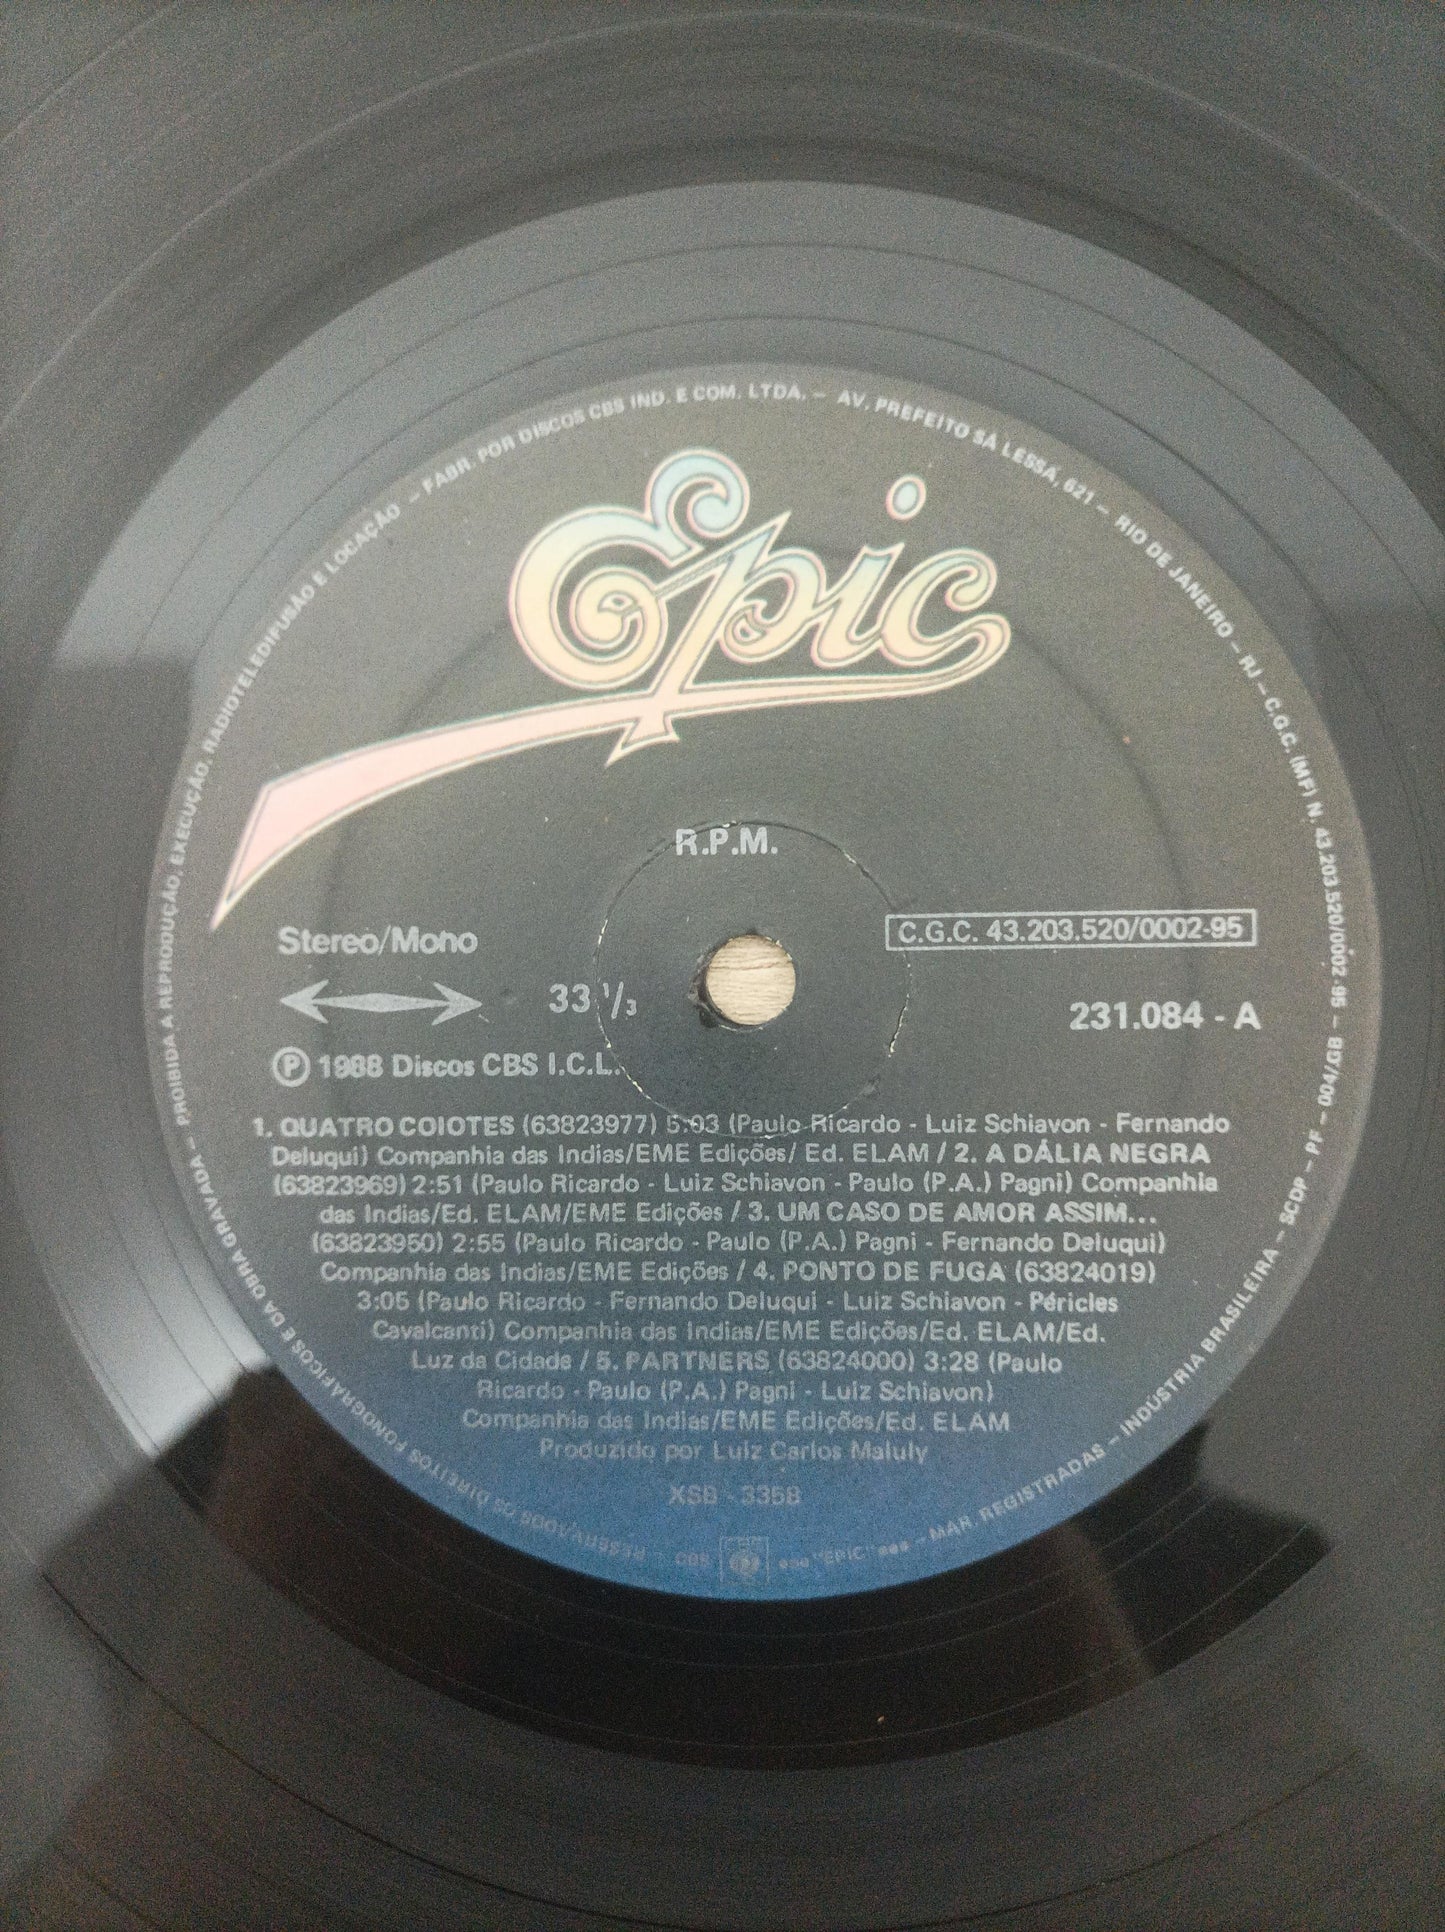 PROIBIDA A REPRODUÇÃO, EXECUÇÃO, RADIOTELEDIFUSÃO E LOCAÇÃO – FABR. POR DISCOS CBS IND. E COM. LTDA. – AV. PREFEITO SÁ LESSA, 621 – RIO DE JANEIRO – RJ – C.G.C. (MF) N. 43.203.520/0002-95 – BG/004 – PF – SCDP – INDÚSTRIA BRASILEIRA – MAR. REGISTRADAS – "EPIC" CBS – RESERVADOS OS DIREITOS FONOGRÁFICOS E DA OBRA GRAVADA –
Epic
R.P.M.
Stereo/Mono
C.G.C. 43.203.520/0002-95
33 1/3
231.084 - A
Ⓟ 1988 Discos CBS I.C.L.
1. QUATRO COIOTES (63823977) 5:03 (Paulo Ricardo - Luiz Schiavon - Fernando
Deluqui) Companhia das Indias/EME Edições/ Ed. ELAM / 2. A DÁLIA NEGRA
(63823969) 2:51 (Paulo Ricardo - Luiz Schiavon - Paulo (P.A.) Pagni) Companhia
das Indias/Ed. ELAM/EME Edições / 3. UM CASO DE AMOR ASSIM...
(63823950) 2:55 (Paulo Ricardo - Paulo (P.A.) Pagni - Fernando Deluqui)
Companhia das Indias/EME Edições / 4. PONTO DE FUGA (63824019)
3:05 (Paulo Ricardo - Fernando Deluqui - Luiz Schiavon - Péricles
Cavalcanti) Companhia das Indias/EME Edições/Ed. ELAM/Ed.
Luz da Cidade / 5. PARTNERS (63824000) 3:28 (Paulo
Ricardo - Paulo (P.A.) Pagni - Luiz Schiavon)
Companhia das Indias/EME Edições/Ed. ELAM
Produzido por Luiz Carlos Maluly
XSB - 3358